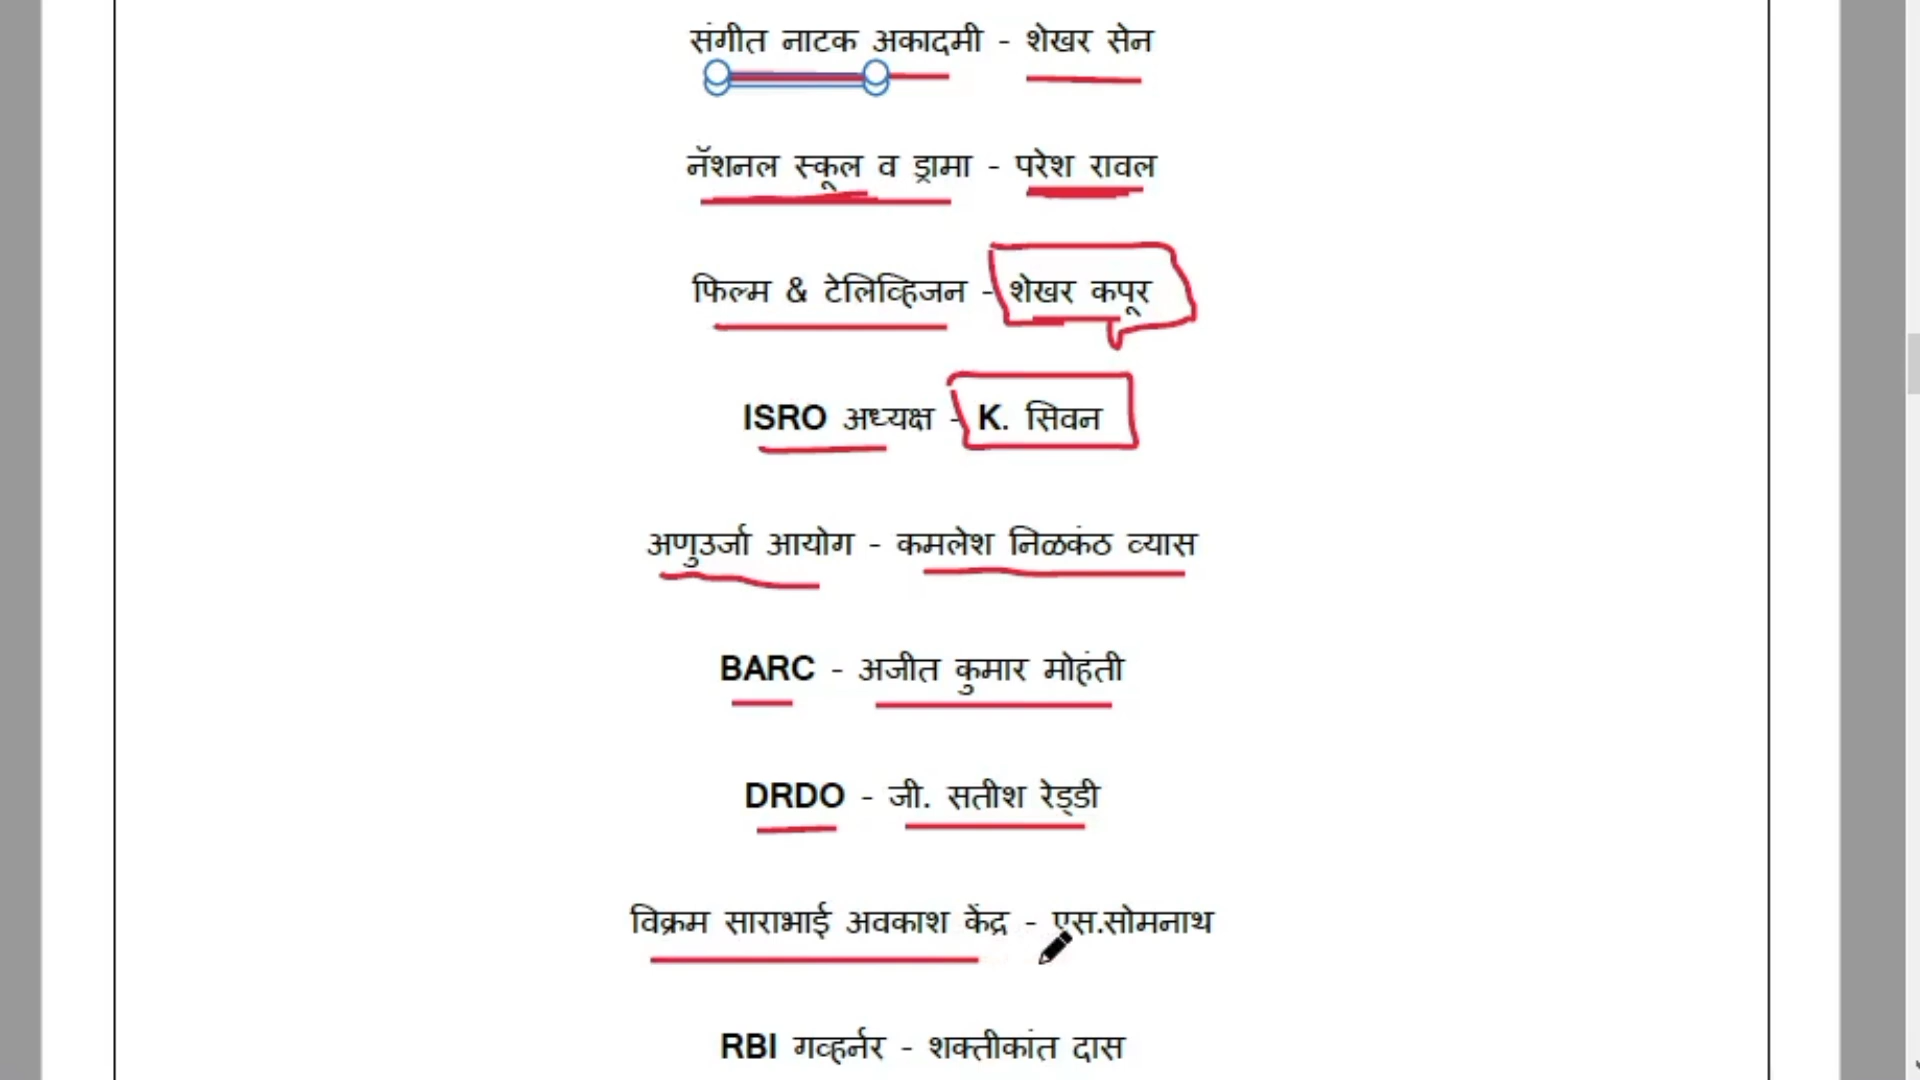 संगीत नाटक अकादमी - शेखर सेन
नॅशनल स्कूल व ड्रामा - परेश रावल
फिल्म & टेलिव्हिजन - शेखर कपूर
ISRO अध्यक्ष - K. सिवन
अणुउर्जा आयोग - कमलेश निळकंठ व्यास
BARC - अजीत कुमार मोहंती
DRDO - जी. सतीश रेड्डी
विक्रम साराभाई अवकाश केंद्र - एस.सोमनाथ
RBI गव्हर्नर - शक्तीकांत दास